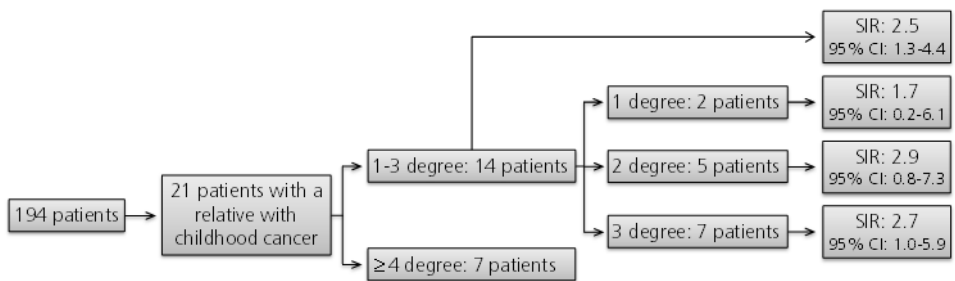 194 patients
21 patients with a
relative with
childhood cancer
1-3 degree: 14 patients
≥4 degree: 7 patients
1 degree: 2 patients
2 degree: 5 patients
3 degree: 7 patients
SIR: 2.5
95% CI: 1.3-4.4
SIR: 1.7
95% CI: 0.2-6.1
SIR: 2.9
95% CI: 0.8-7.3
SIR: 2.7
95% CI: 1.0-5.9